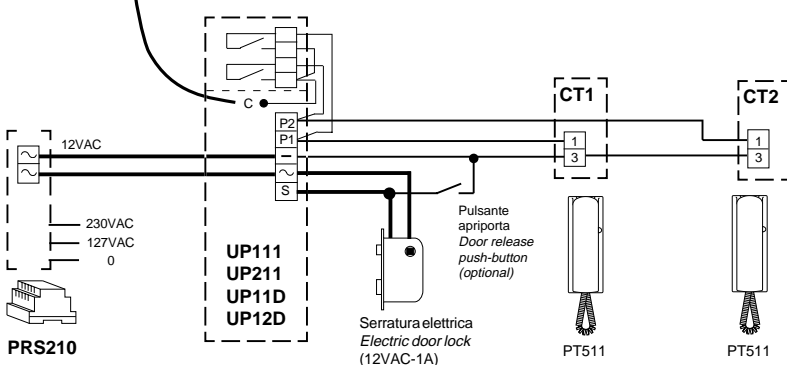 C
P2
P1
–
~
S
12VAC
~
~
230VAC
127VAC
0
PRS210
UP111
UP211
UP11D
UP12D
Serratura elettrica
Electric door lock
(12VAC-1A)
Pulsante
apriporta
Door release
push-button
(optional)
CT1
1
3
PT511
CT2
1
3
PT511